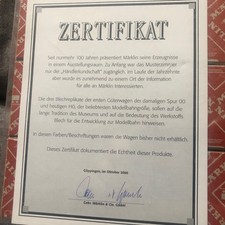 ZERTIFIKAT
Seit nunmehr 100 Jahren präsentiert Märklin seine Erzeugnisse
in einem Ausstellungsraum. Zu Anfang war das Musterzimmer
nur der „Händlerkundschaft" zugänglich. Im Laufe der Jahrzehnte
aber wurde es zunehmend zu einem Ort der Information
für alle an Märklin Interessierten.
Die drei Blechreplikate der ersten Güterwagen der damaligen Spur 00
und heutigen H0, der beliebtesten Modellbahngröße, sollen auf die
lange Tradition des Museums und auf die Bedeutung des Werkstoffs
Blech für die Entwicklung zur Modellbahn hinweisen.
In diesen Farben/Beschriftungen waren die Wagen bisher nicht erhältlich.
Dieses Zertifikat dokumentiert die Echtheit dieser Produkte.
Göppingen, im Oktober
Gebr. Märklin & Cie. GmbH
MÄRKLIN